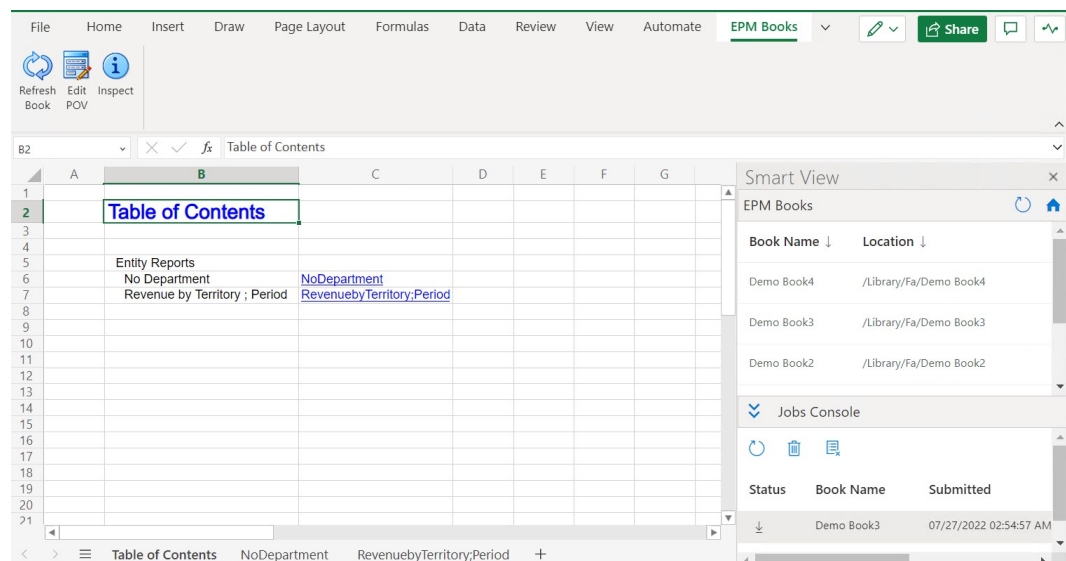 File Home Insert Draw Page Layout Formulas Data Review View Automate EPM Books Share
Refresh Book Edit POV Inspect
B2 fx Table of Contents
A B C D E F G
1
2 Table of Contents
3
4
5 Entity Reports
6 No Department NoDepartment
7 Revenue by Territory ; Period RevenuebyTerritory;Period
8
9
10
11
12
13
14
15
16
17
18
19
20
21
Table of Contents NoDepartment RevenuebyTerritory;Period +
Smart View
EPM Books
Book Name ↓ Location ↓
Demo Book4 /Library/Fa/Demo Book4
Demo Book3 /Library/Fa/Demo Book3
Demo Book2 /Library/Fa/Demo Book2
Jobs Console
Status Book Name Submitted
Demo Book3 07/27/2022 02:54:57 AM